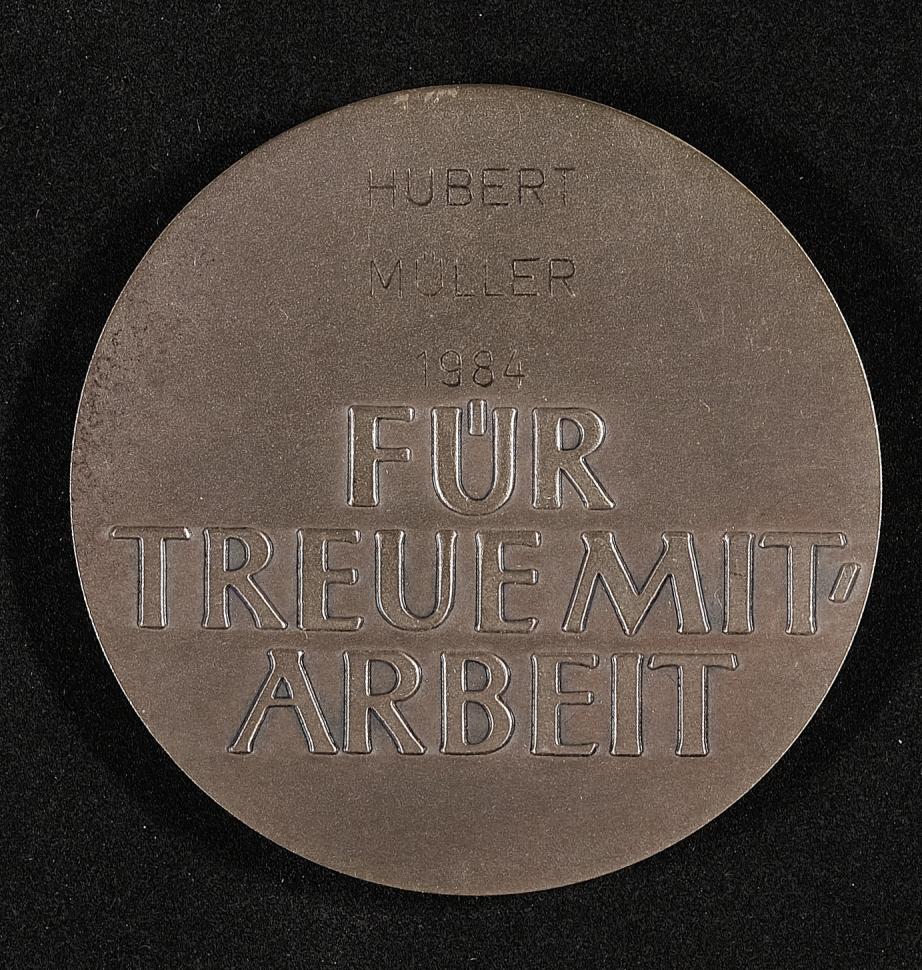 HUBERT
MÜLLER
1984
FÜR
TREUE MIT-
ARBEIT